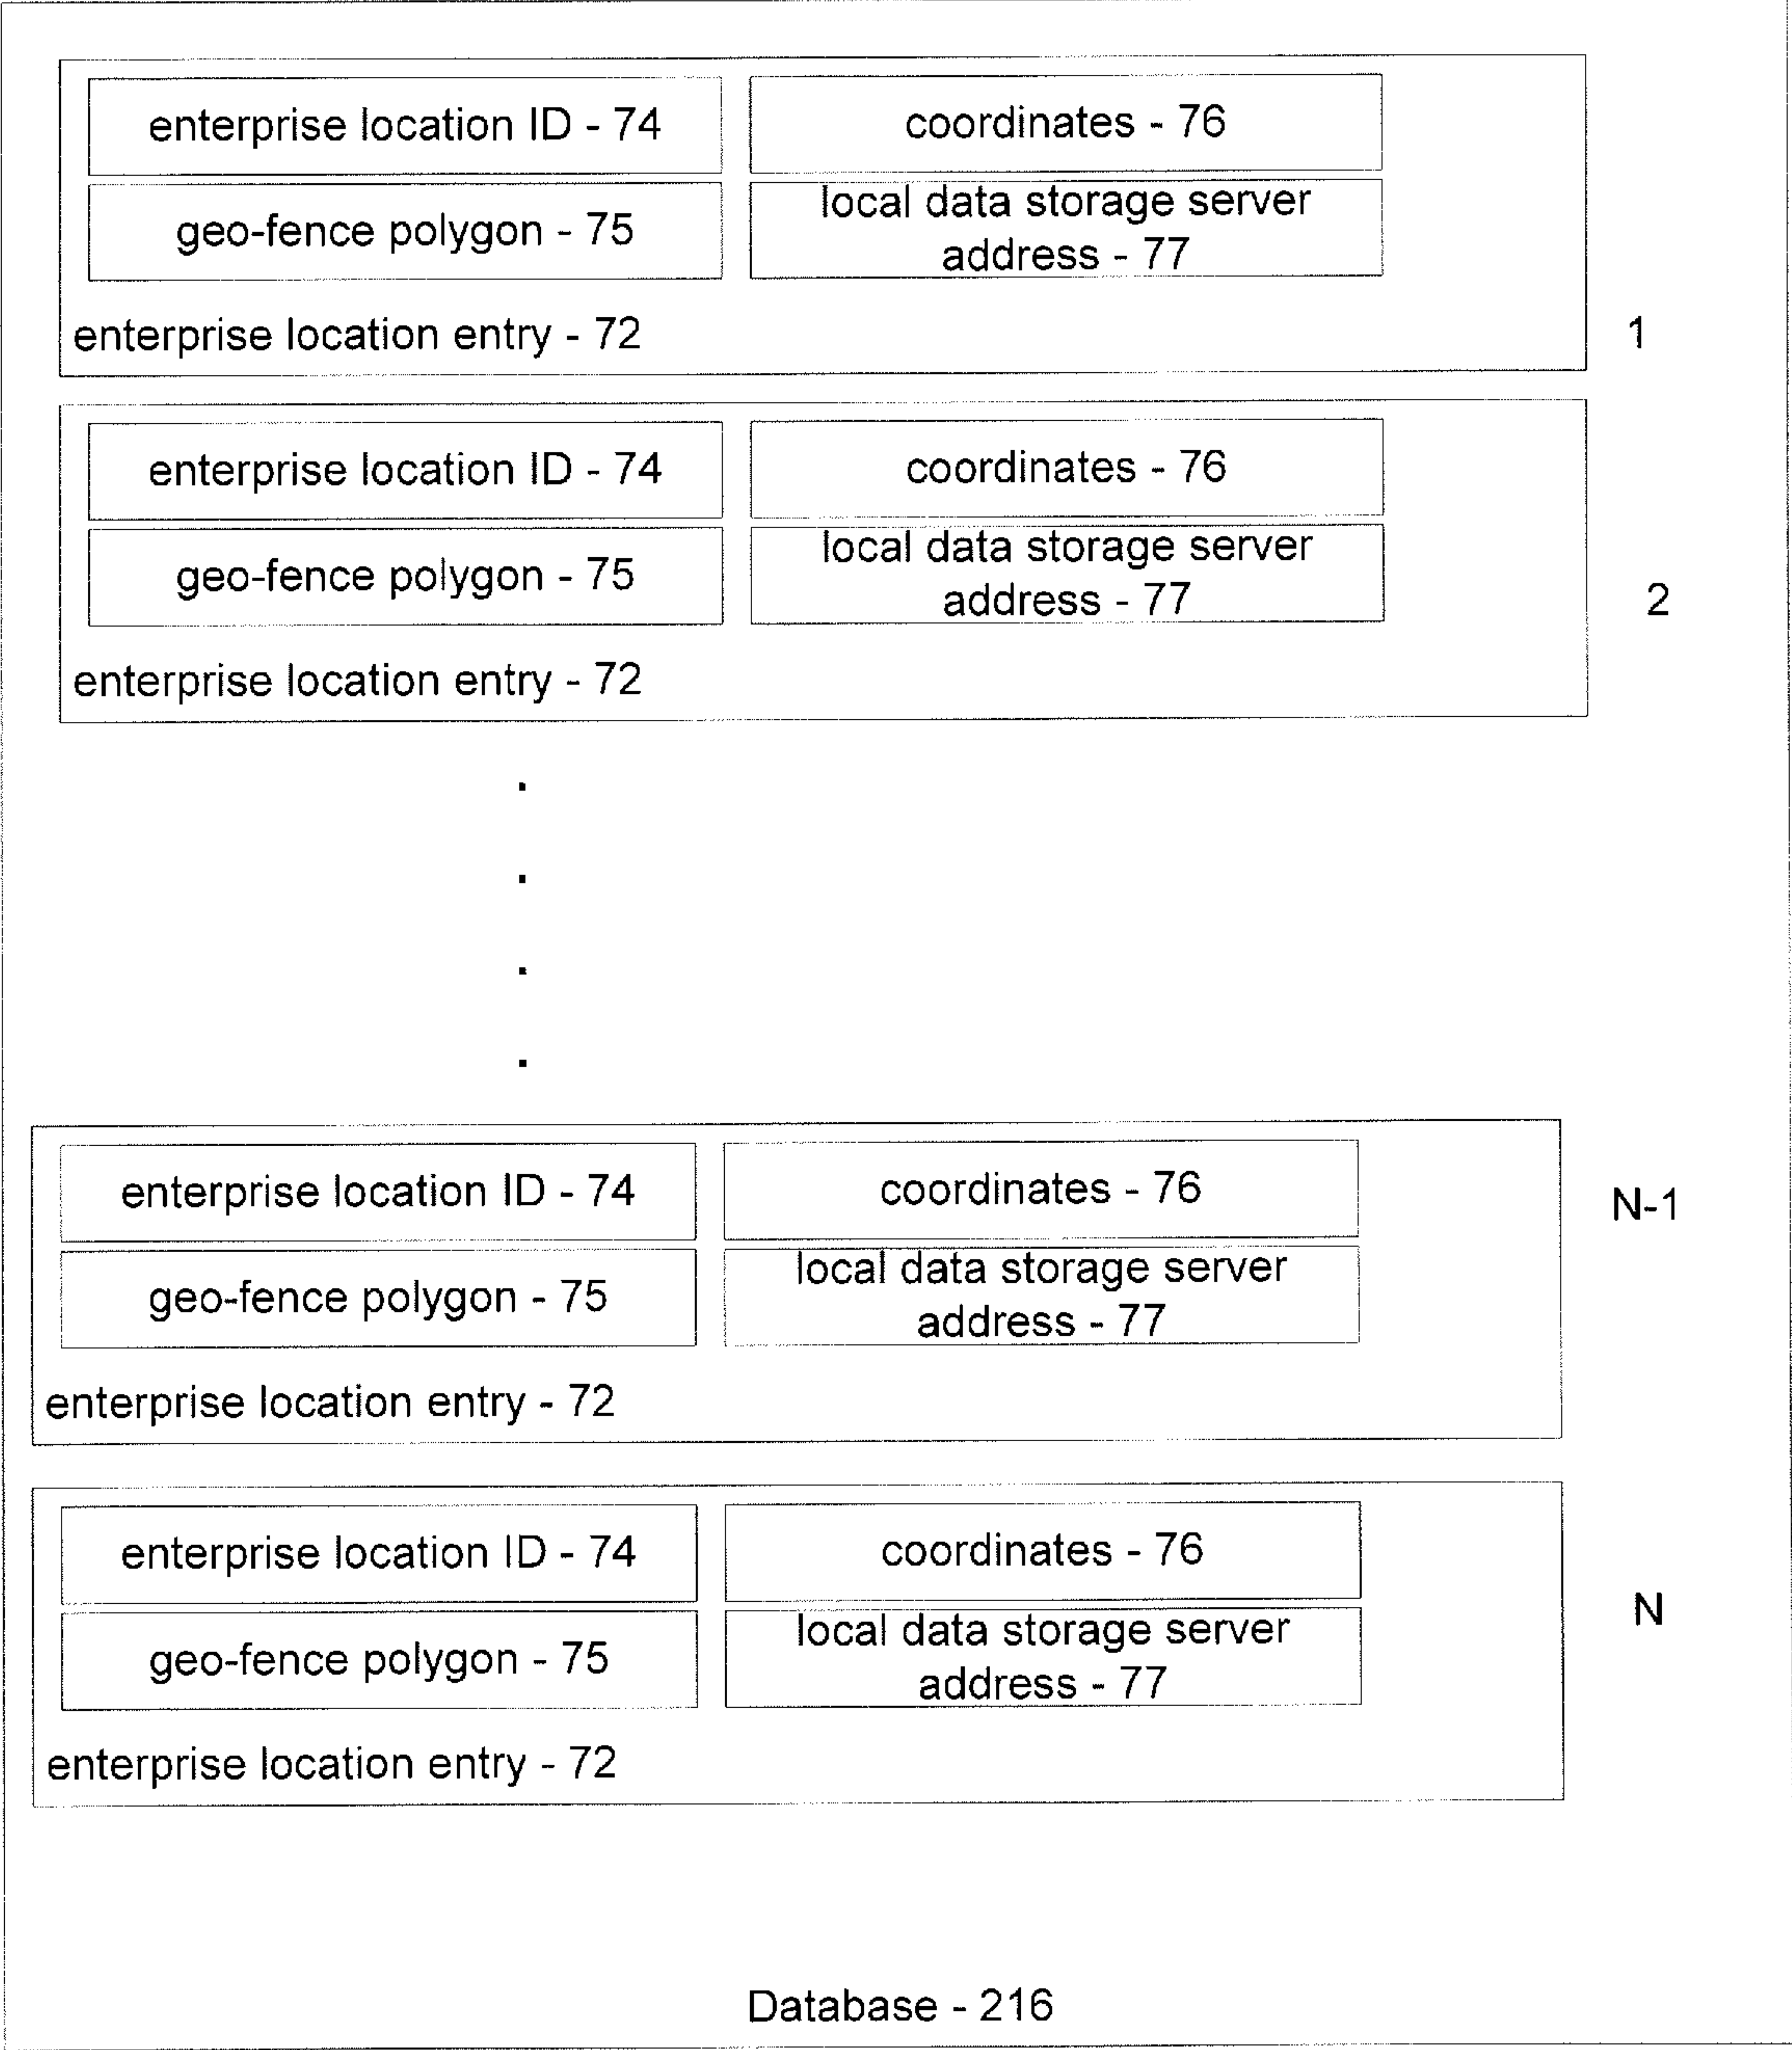 enterprise location ID - 74
coordinates - 76
geo-fence polygon - 75
local data storage server
address - 77
enterprise location entry - 72
1
enterprise location ID - 74
coordinates - 76
geo-fence polygon - 75
local data storage server
address - 77
enterprise location entry - 72
2
.
.
.
.
enterprise location ID - 74
coordinates - 76
geo-fence polygon - 75
local data storage server
address - 77
enterprise location entry - 72
N-1
enterprise location ID - 74
coordinates - 76
geo-fence polygon - 75
local data storage server
address - 77
enterprise location entry - 72
N
Database - 216